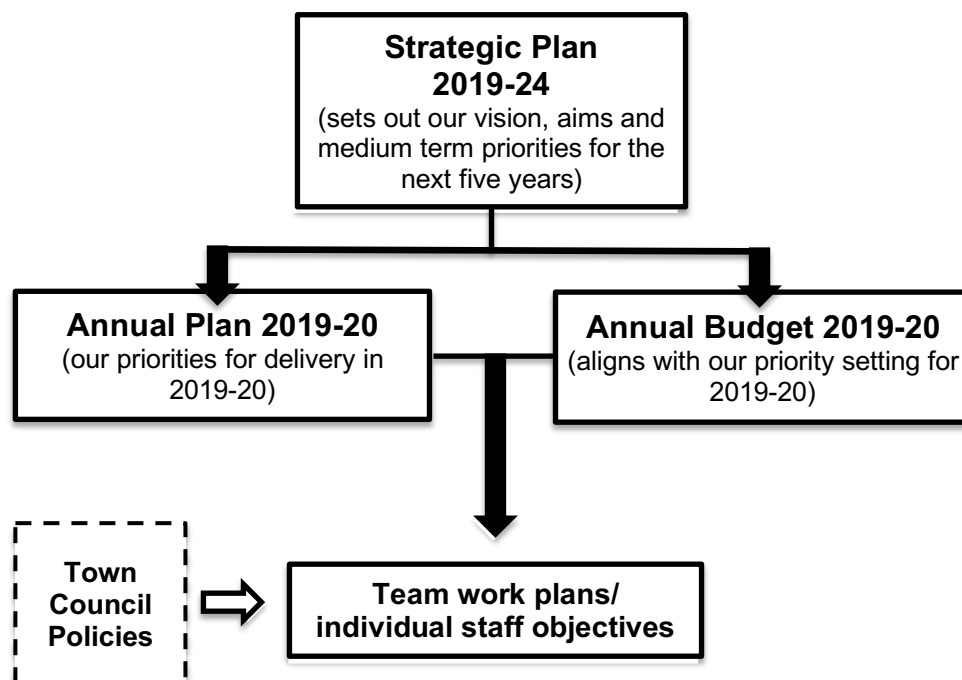 Strategic Plan
2019-24
(sets out our vision, aims and
medium term priorities for the
next five years)
Annual Plan 2019-20
(our priorities for delivery in
2019-20)
Annual Budget 2019-20
(aligns with our priority setting for
2019-20)
Town
Council
Policies
Team work plans/
individual staff objectives